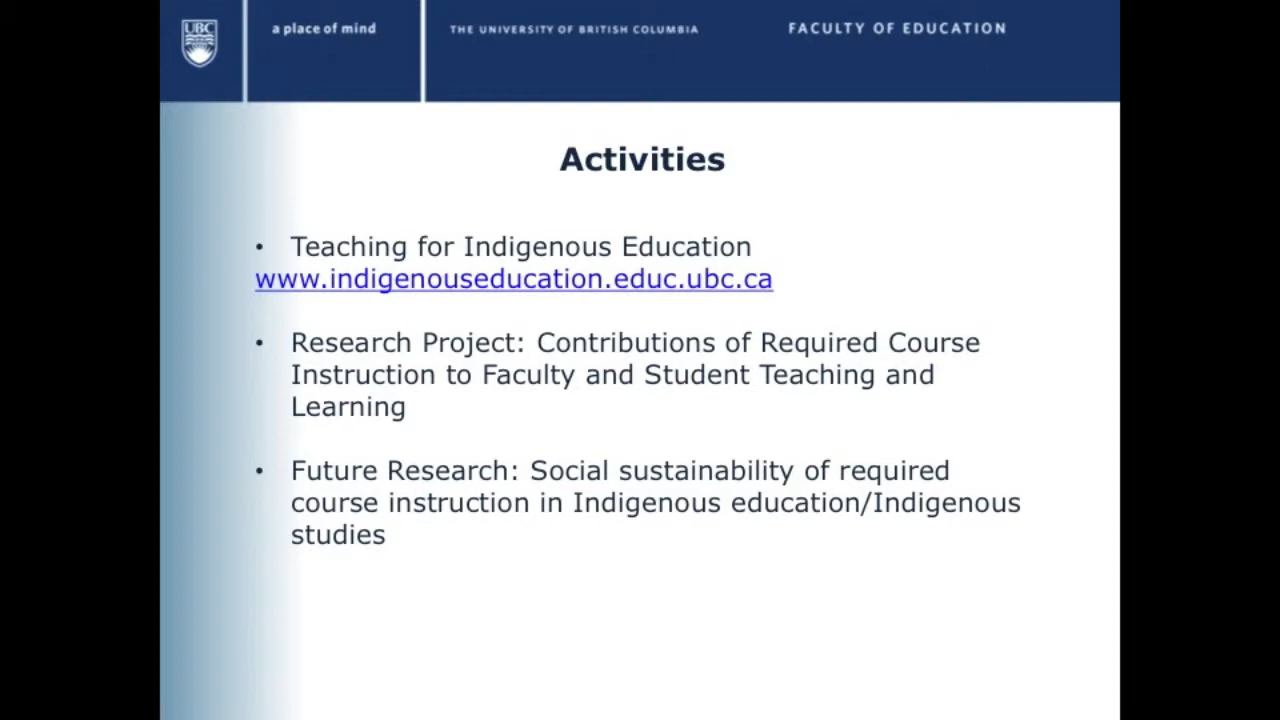 UBC
a place of mind
THE UNIVERSITY OF BRITISH COLUMBIA
FACULTY OF EDUCATION
Activities
• Teaching for Indigenous Education
www.indigenouseducation.educ.ubc.ca
• Research Project: Contributions of Required Course
Instruction to Faculty and Student Teaching and
Learning
• Future Research: Social sustainability of required
course instruction in Indigenous education/Indigenous
studies